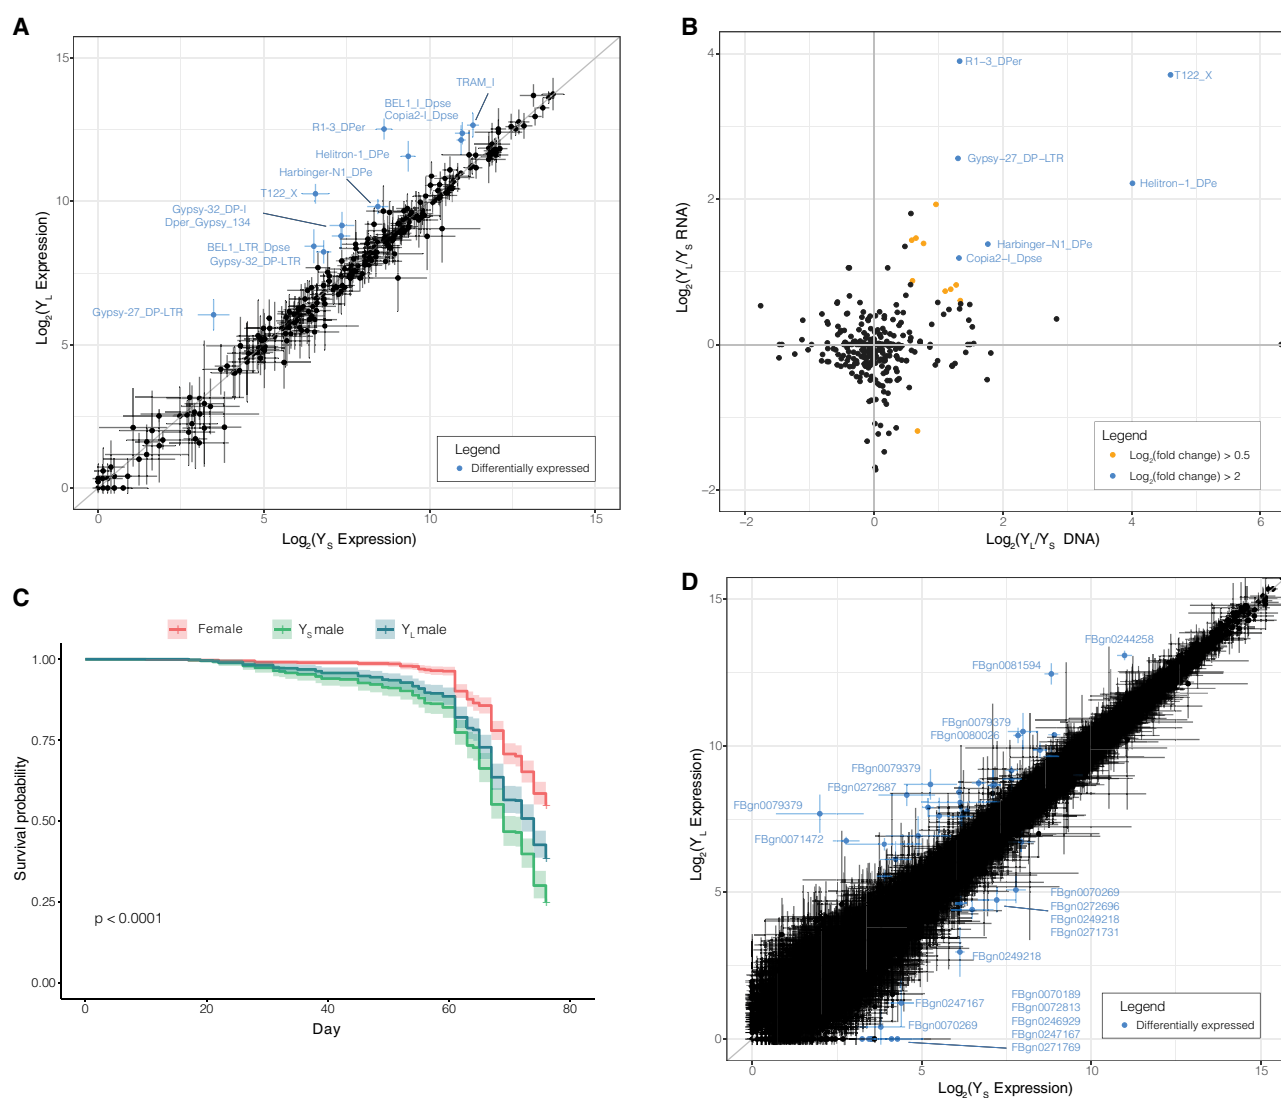 A
15
10
5
0
Log2(YL Expression)
TRAM_I
BEL1_I_Dpse
Copia2-I_Dpse
R1-3_DPer
Helitron-1_DPe
Harbinger-N1_DPe
T122_X
Gypsy-32_DP-I
Dper_Gypsy_134
BEL1_LTR_Dpse
Gypsy-32_DP-LTR
Gypsy-27_DP-LTR
Legend
Differentially expressed
0 5 10 15
Log2(YS Expression)
B
4
2
0
−2
Log2(YL/YS RNA)
R1−3_DPer
T122_X
Gypsy−27_DP−LTR
Helitron−1_DPe
Harbinger−N1_DPe
Copia2−I_Dpse
Legend
Log2(fold change) > 0.5
Log2(fold change) > 2
−2 0 2 4 6
Log2(YL/YS DNA)
C
Female YS male YL male
1.00
0.75
0.50
0.25
0.00
Survival probability
p < 0.0001
0 20 40 60 80
Day
D
15
10
5
0
Log2(YL Expression)
FBgn0244258
FBgn0081594
FBgn0079379
FBgn0080026
FBgn0079379
FBgn0272687
FBgn0079379
FBgn0071472
FBgn0070269
FBgn0272696
FBgn0249218
FBgn0271731
FBgn0249218
FBgn0247167
FBgn0070269
FBgn0070189
FBgn0072813
FBgn0246929
FBgn0247167
FBgn0271769
Legend
Differentially expressed
0 5 10 15
Log2(YS Expression)